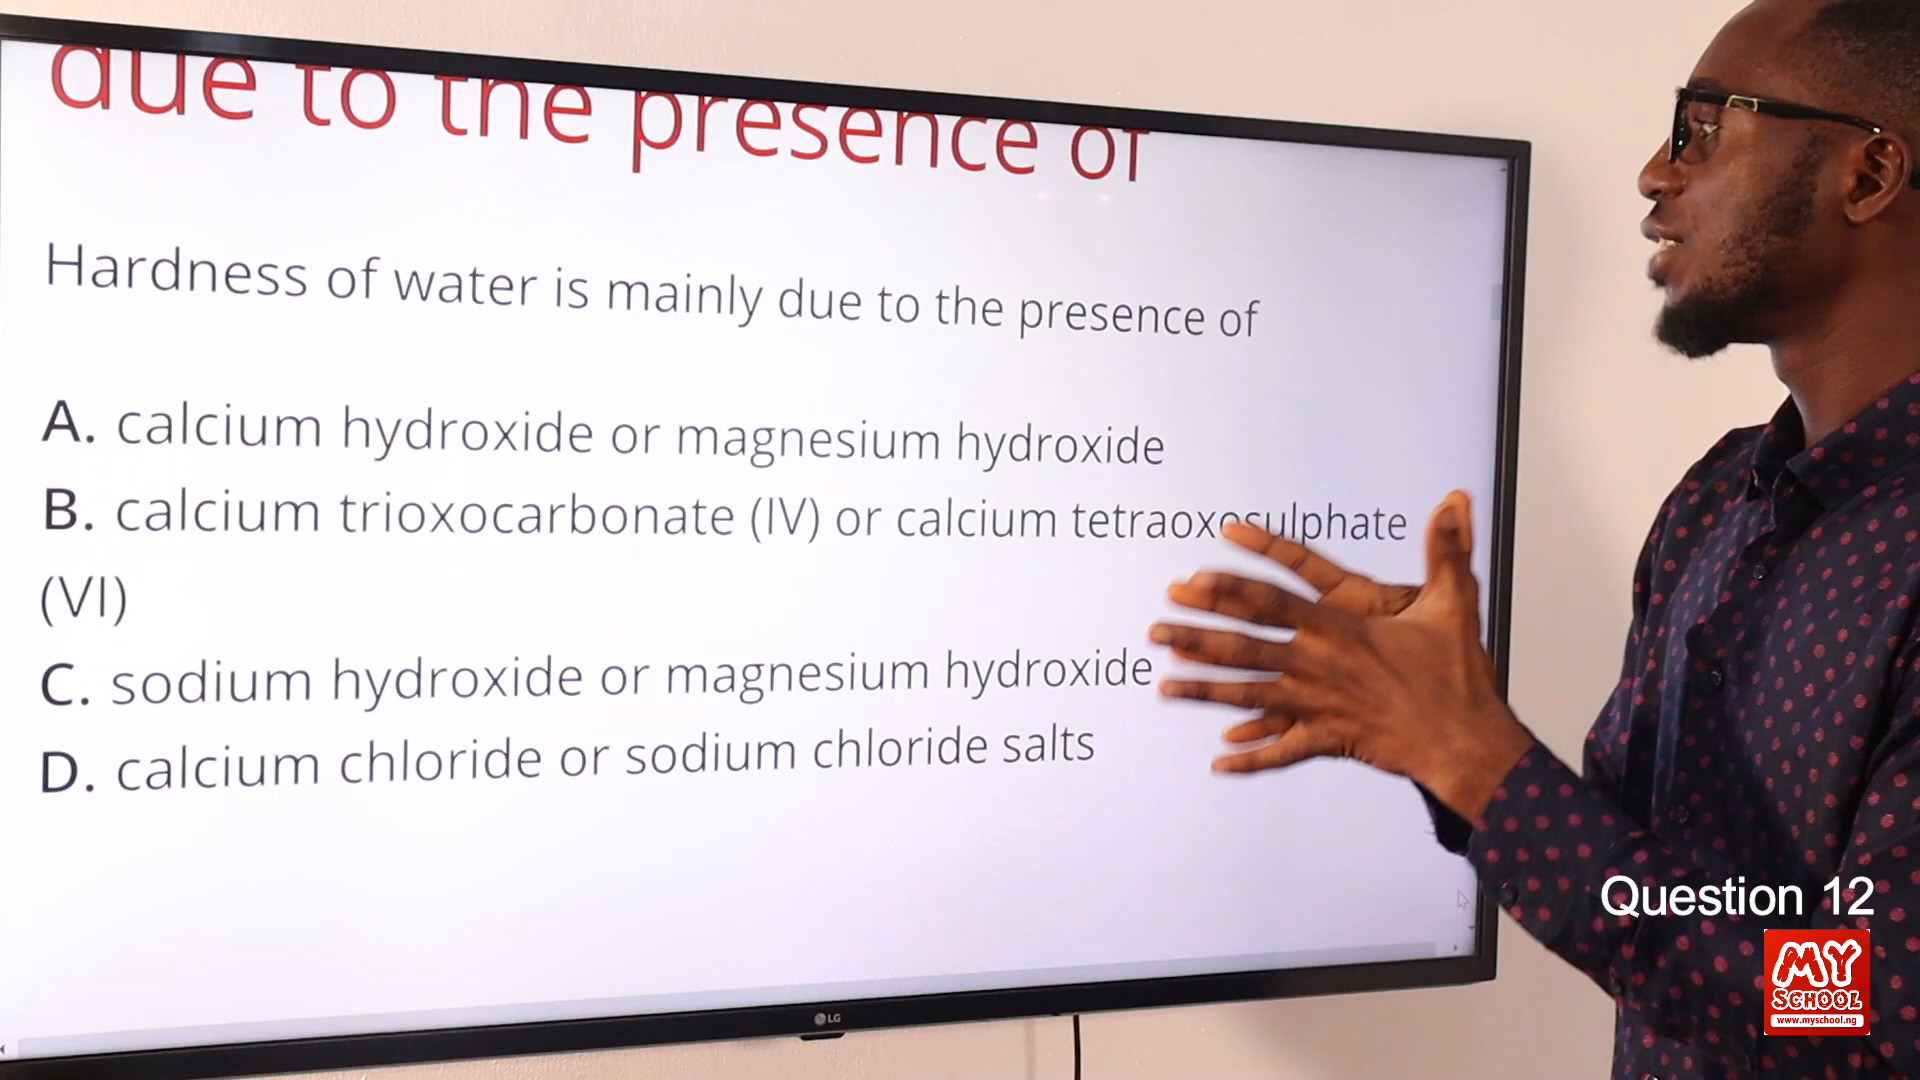 due to the presence of
Hardness of water is mainly due to the presence of
A. calcium hydroxide or magnesium hydroxide
B. calcium trioxocarbonate (IV) or calcium tetraoxosulphate
(VI)
C. sodium hydroxide or magnesium hydroxide
D. calcium chloride or sodium chloride salts
Question 12
MY
SCHOOL
www.myschool.ng
LG